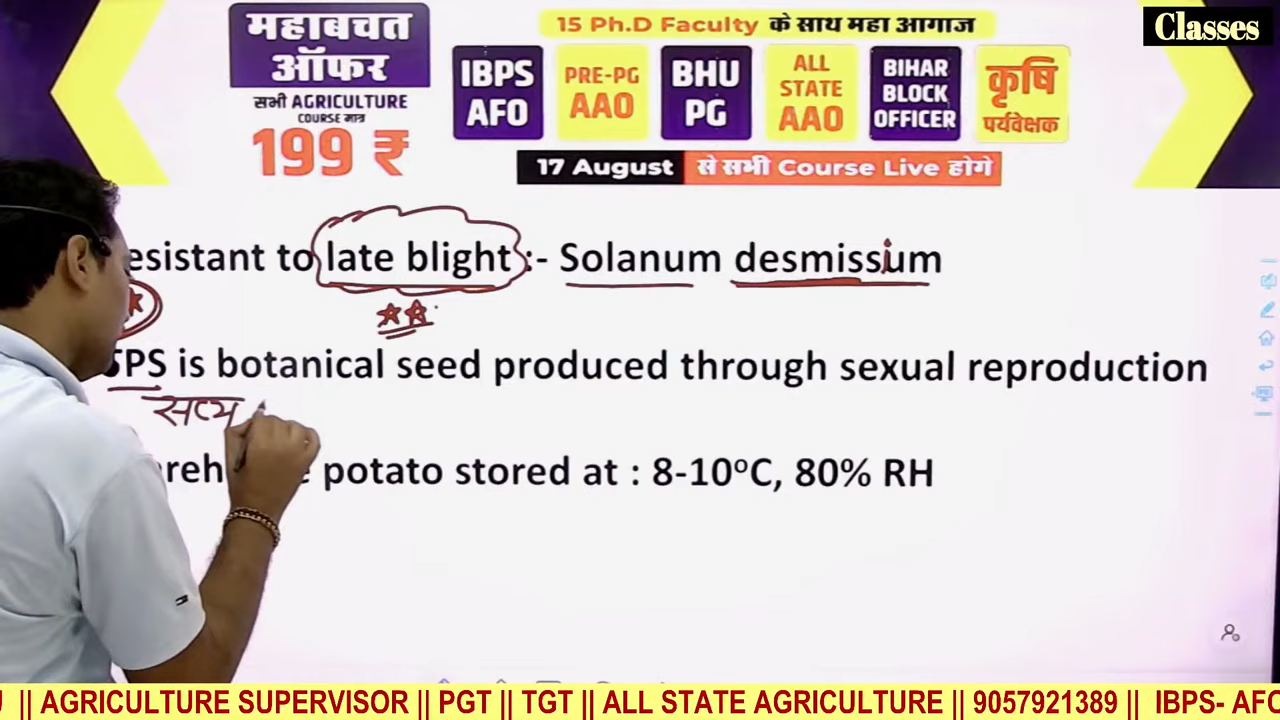 Classes
महाबचत
ऑफर
सभी AGRICULTURE
COURSE मात्र
199 ₹
15 Ph.D Faculty के साथ महा आगाज
IBPS
AFO
PRE-PG
AAO
BHU
PG
ALL
STATE
AAO
BIHAR
BLOCK
OFFICER
कृषि
पर्यवेक्षक
17 August से सभी Course Live होगे
esistant to late blight :- Solanum desmissium
PS is botanical seed produced through sexual reproduction
सत्य
potato stored at : 8-10ºC, 80% RH
|| AGRICULTURE SUPERVISOR || PGT || TGT || ALL STATE AGRICULTURE || 9057921389 || IBPS- AFO